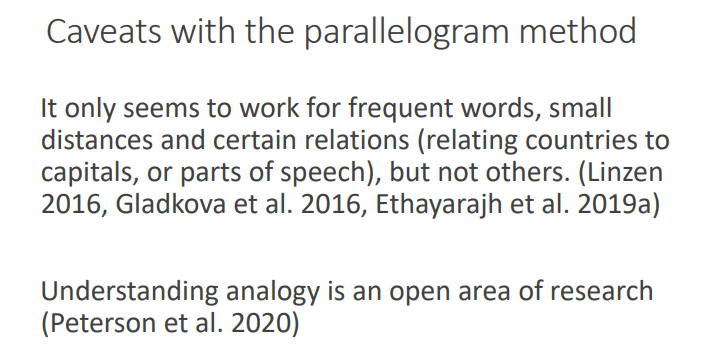 Caveats with the parallelogram method
It only seems to work for frequent words, small
distances and certain relations (relating countries to
capitals, or parts of speech), but not others. (Linzen
2016, Gladkova et al. 2016, Ethayarajh et al. 2019a)
Understanding analogy is an open area of research
(Peterson et al. 2020)